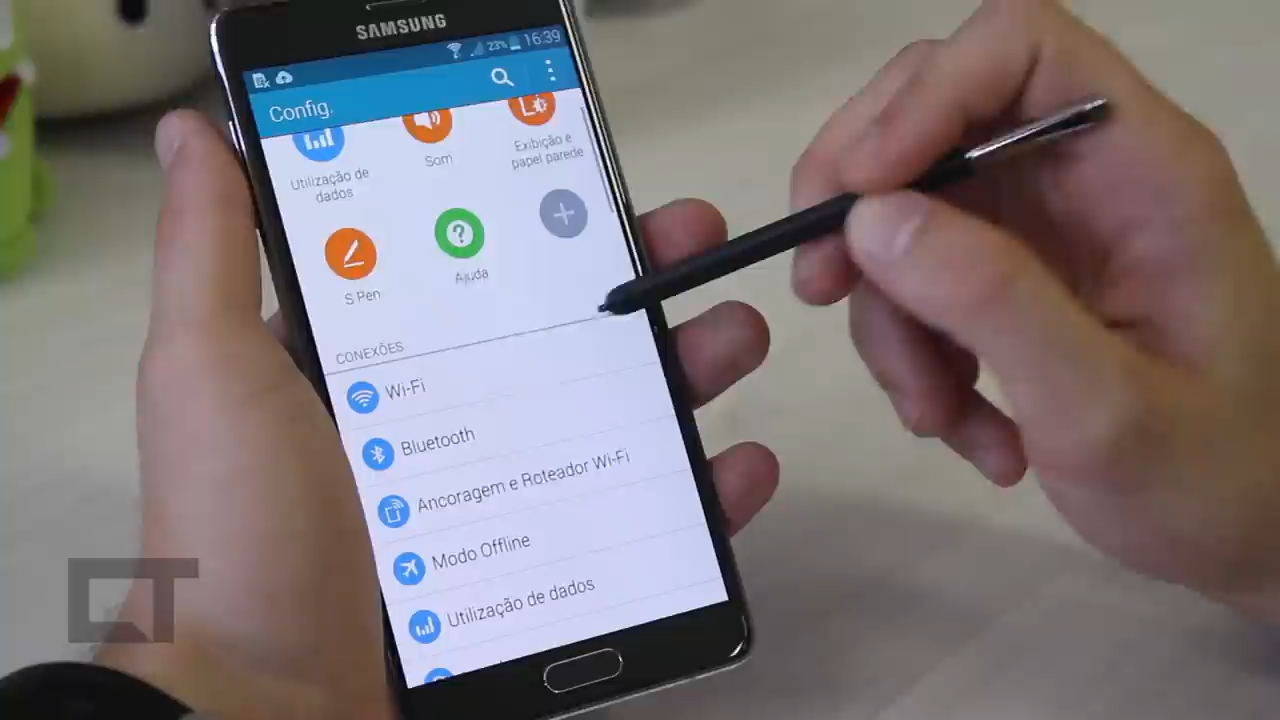 SAMSUNG
23% 16:39
Config.
Utilização de
dados
Som
Exibição e
papel parede
S Pen
Ajuda
CONEXÕES
Wi-Fi
Bluetooth
Ancoragem e Roteador Wi-Fi
Modo Offline
Utilização de dados
CT